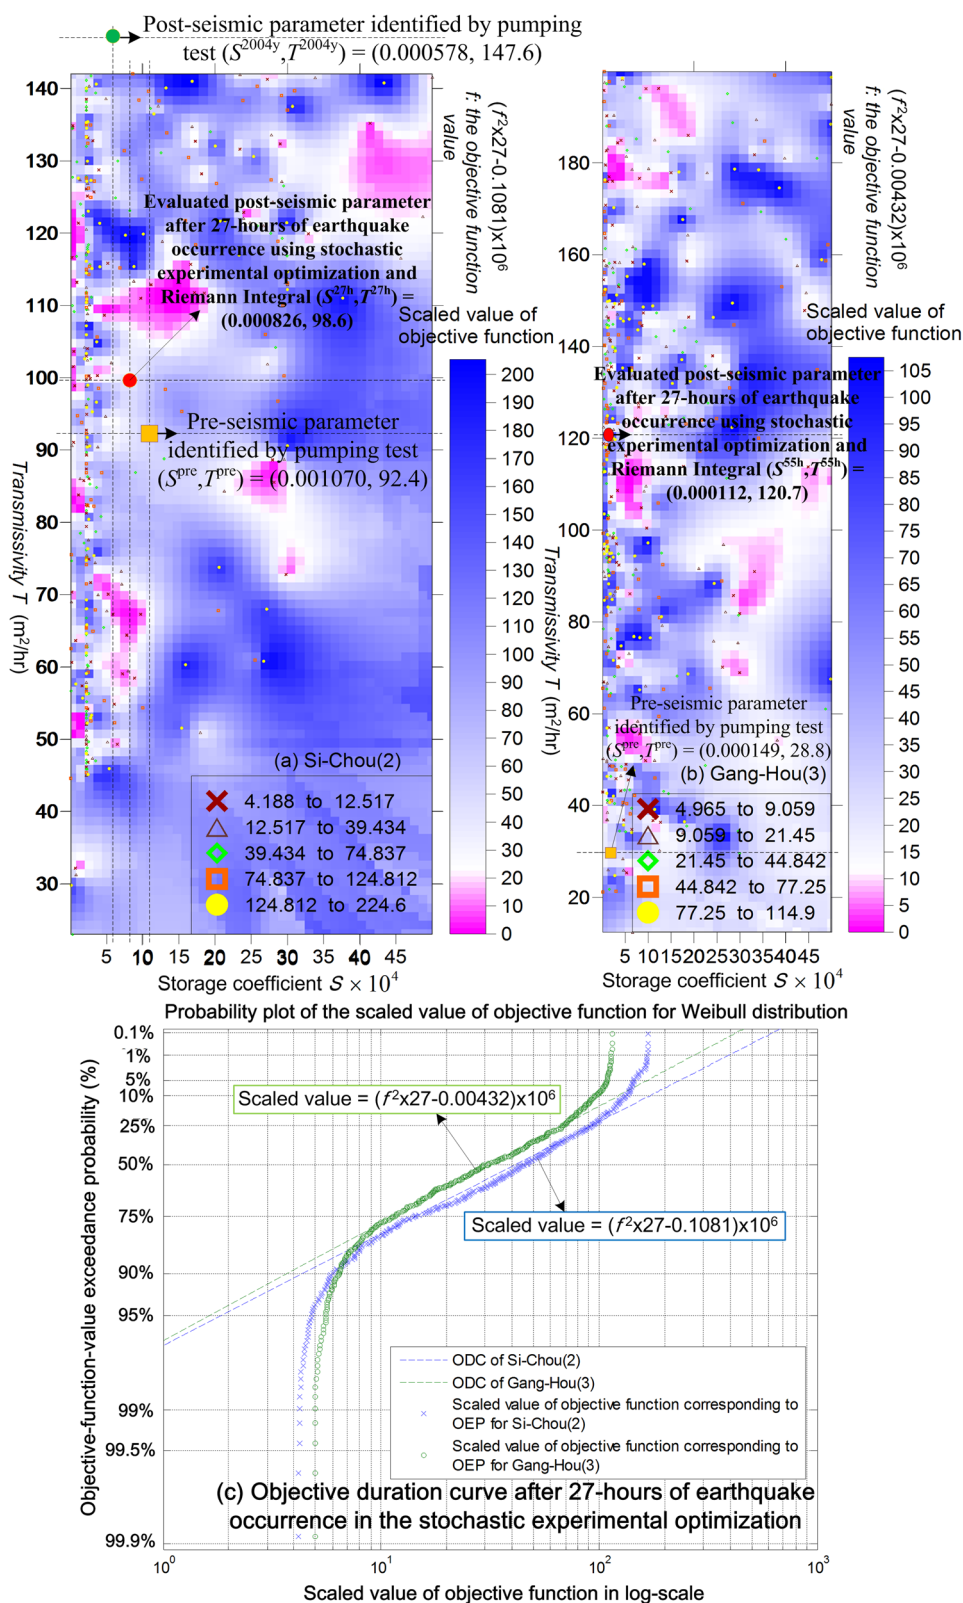 Post-seismic parameter identified by pumping
test (S^2004y,T^2004y) = (0.000578, 147.6)
140
130
120
110
100
90
80
70
60
50
40
30
Transmissivity T (m²/hr)
Evaluated post-seismic parameter
after 27-hours of earthquake
occurrence using stochastic
experimental optimization and
Riemann Integral (S^27h,T^27h) =
(0.000826, 98.6)
Pre-seismic parameter
identified by pumping test
(S^pre,T^pre) = (0.001070, 92.4)
(a) Si-Chou(2)
4.188 to 12.517
12.517 to 39.434
39.434 to 74.837
74.837 to 124.812
124.812 to 224.6
5 10 15 20 25 30 35 40 45
Storage coefficient S × 10⁴
(f²x27-0.1081)x10⁶
f: the objective function
value
Scaled value of
objective function
200
190
180
170
160
150
140
130
120
110
100
90
80
70
60
50
40
30
20
10
0
180
160
140
120
100
80
60
40
20
Transmissivity T (m²/hr)
Evaluated post-seismic parameter
after 27-hours of earthquake
occurrence using stochastic
experimental optimization and
Riemann Integral (S^55h,T^55h) =
(0.000112, 120.7)
Pre-seismic parameter
identified by pumping test
(S^pre,T^pre) = (0.000149, 28.8)
(b) Gang-Hou(3)
4.965 to 9.059
9.059 to 21.45
21.45 to 44.842
44.842 to 77.25
77.25 to 114.9
5 10 15 20 25 30 35 40 45
Storage coefficient S × 10⁴
(f²x27-0.00432)x10⁶
f: the objective function
value
Scaled value of
objective function
105
100
95
90
85
80
75
70
65
60
55
50
45
40
35
30
25
20
15
10
5
0
Probability plot of the scaled value of objective function for Weibull distribution
Objective-function-value exceedance probability (%)
0.1%
1%
5%
10%
25%
50%
75%
90%
95%
99%
99.5%
99.9%
Scaled value = (f²x27-0.00432)x10⁶
Scaled value = (f²x27-0.1081)x10⁶
ODC of Si-Chou(2)
ODC of Gang-Hou(3)
Scaled value of objective function corresponding to
OEP for Si-Chou(2)
Scaled value of objective function corresponding to
OEP for Gang-Hou(3)
(c) Objective duration curve after 27-hours of earthquake
occurrence in the stochastic experimental optimization
10⁰ 10¹ 10² 10³
Scaled value of objective function in log-scale